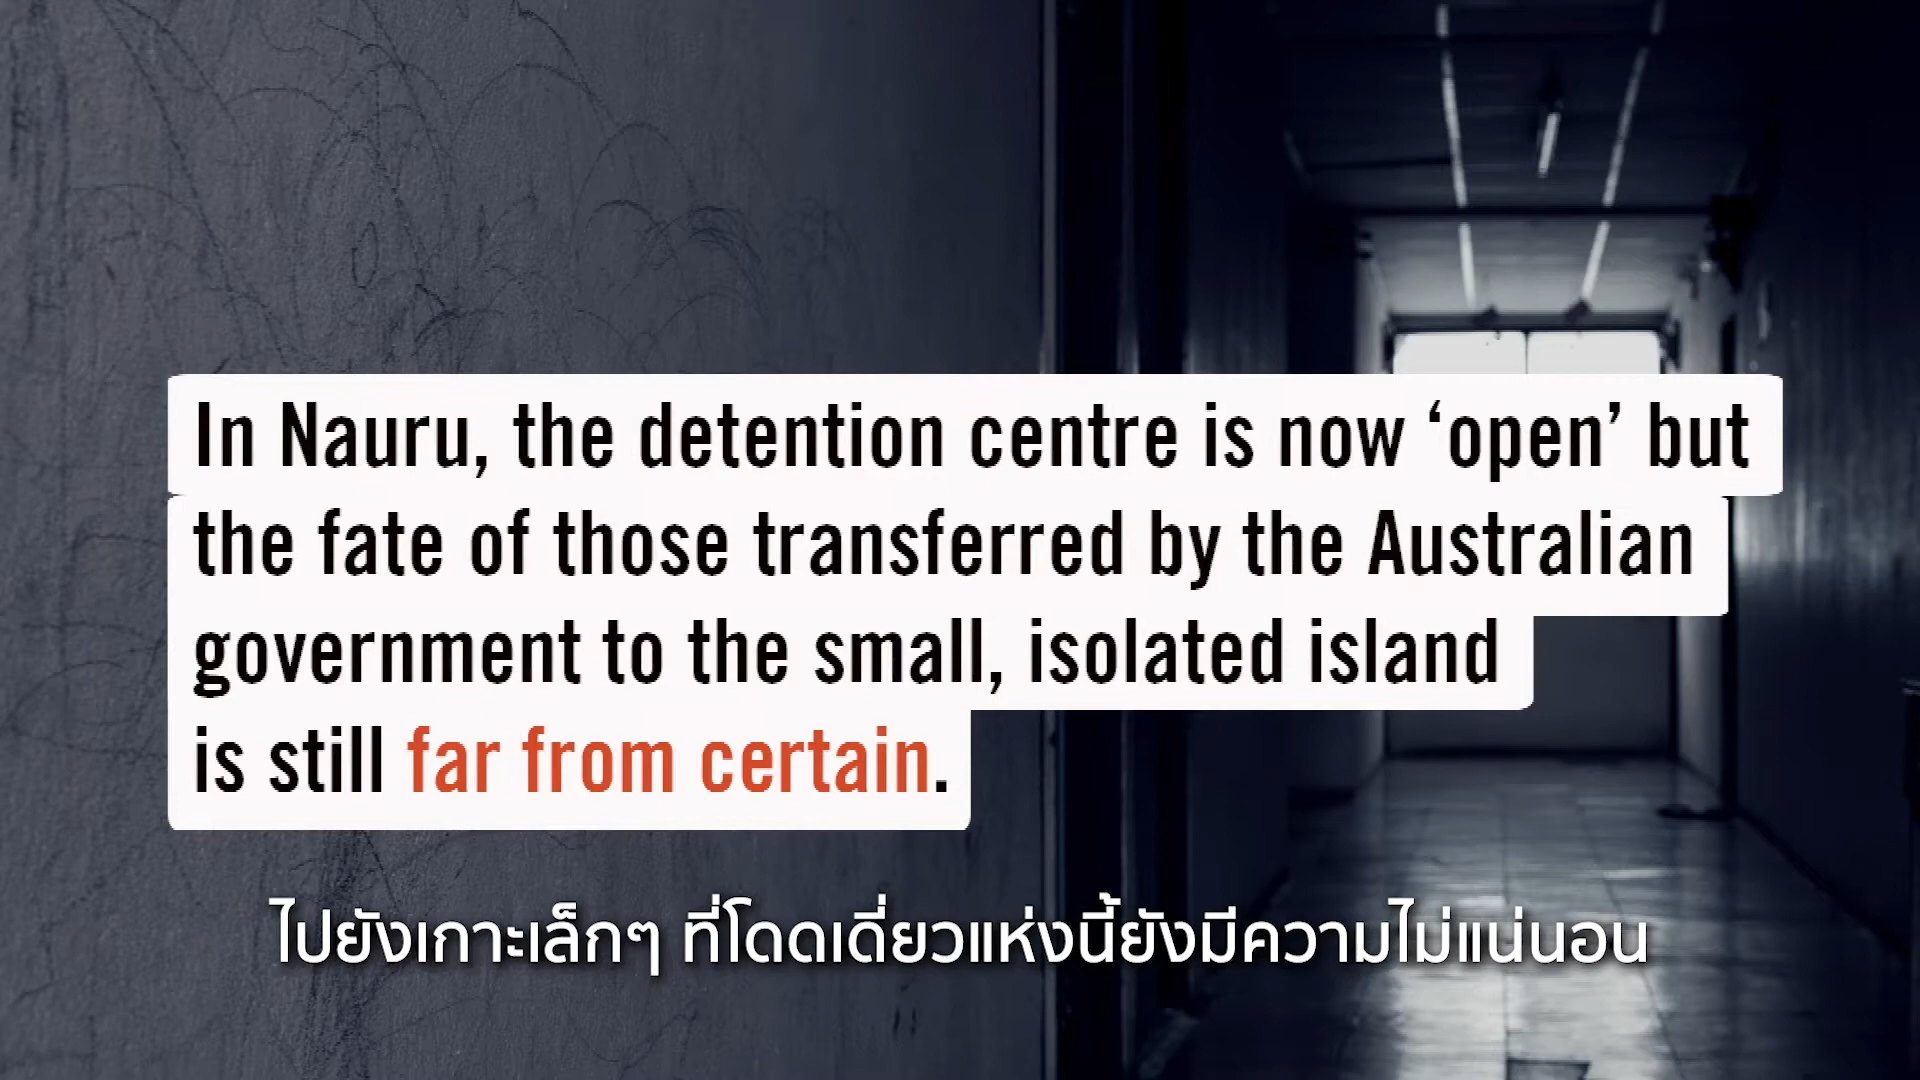 In Nauru, the detention centre is now ‘open’ but
the fate of those transferred by the Australian
government to the small, isolated island
is still far from certain.
ไปยังเกาะเล็กๆ ที่โดดเดี่ยวแห่งนี้ยังมีความไม่แน่นอน